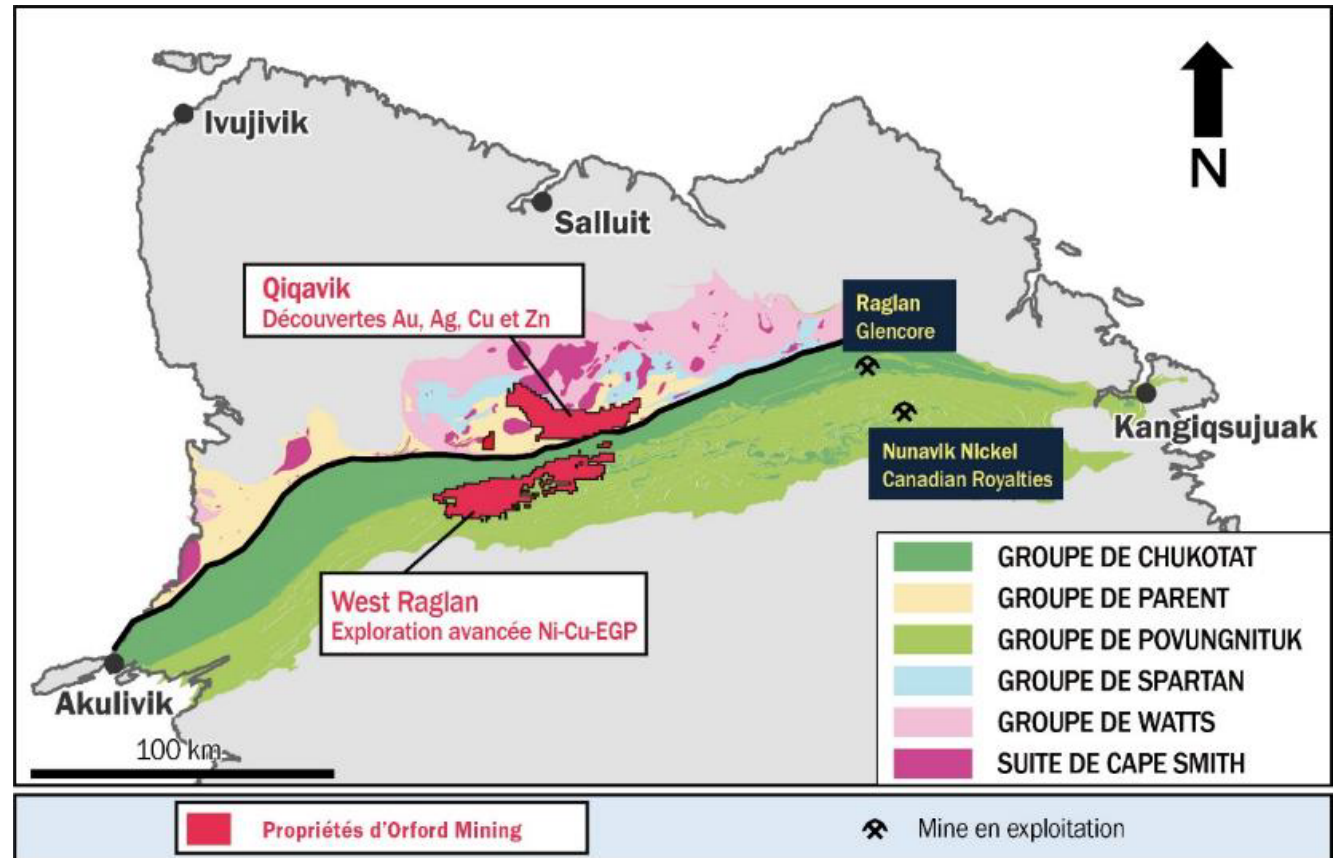 Ivujivik
N
Salluit
Qiqavik
Découvertes Au, Ag, Cu et Zn
Raglan
Glencore
Kangiqsujuak
Nunavik Nickel
Canadian Royalties
West Raglan
Exploration avancée Ni-Cu-EGP
Akulivik
100 km
GROUPE DE CHUKOTAT
GROUPE DE PARENT
GROUPE DE POVUNGNITUK
GROUPE DE SPARTAN
GROUPE DE WATTS
SUITE DE CAPE SMITH
Propriétés d'Orford Mining
Mine en exploitation